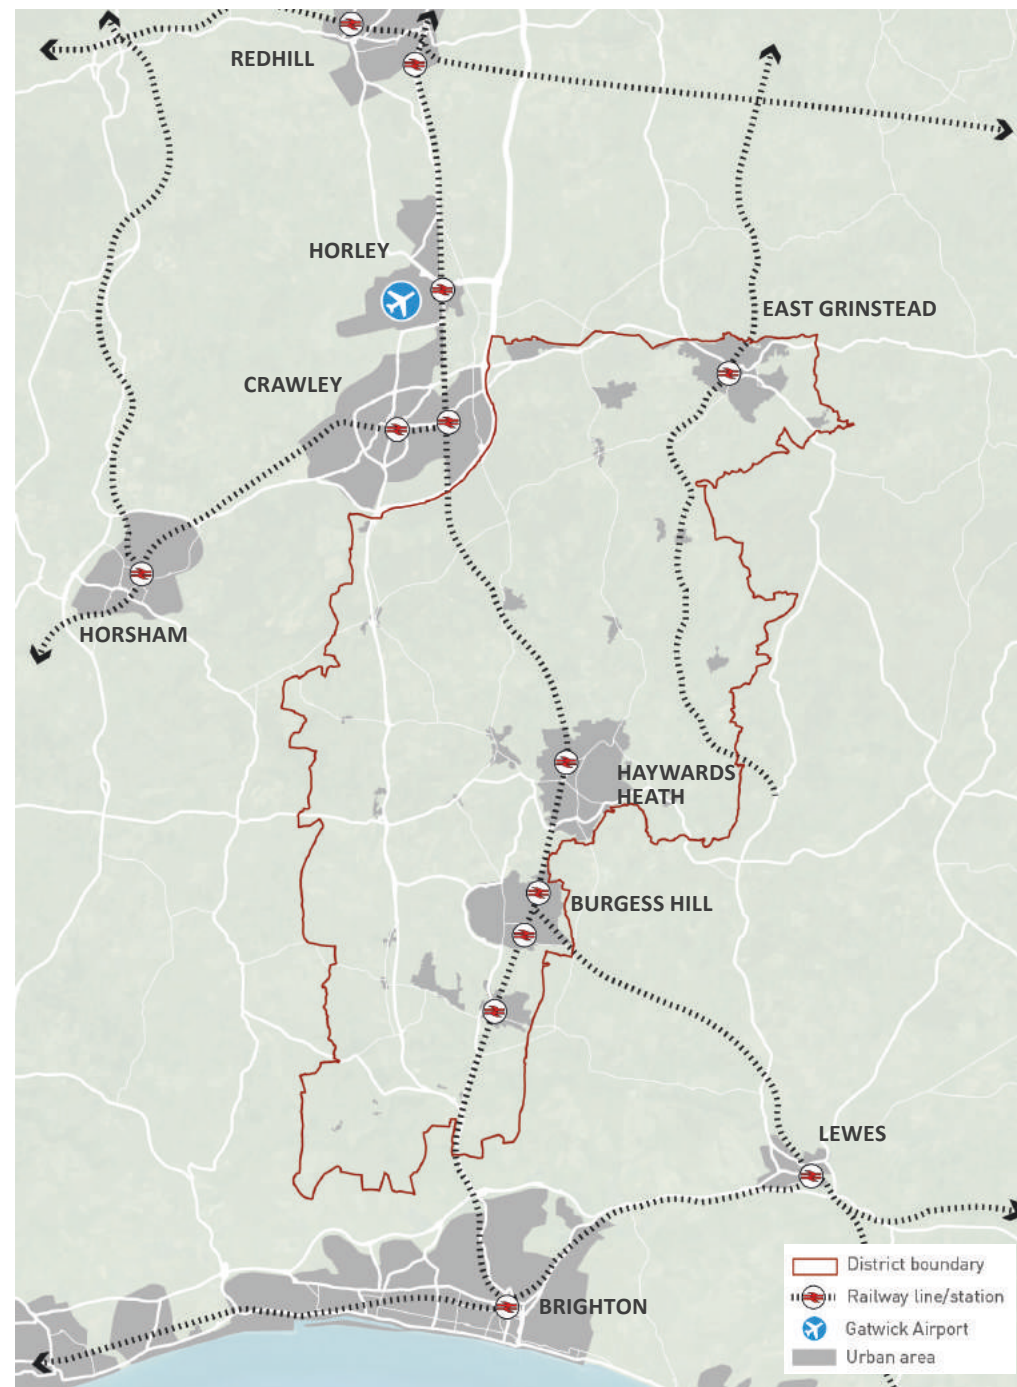 REDHILL
HORLEY
EAST GRINSTEAD
CRAWLEY
HORSHAM
HAYWARDS
HEATH
BURGESS HILL
LEWES
BRIGHTON
District boundary
Railway line/station
Gatwick Airport
Urban area